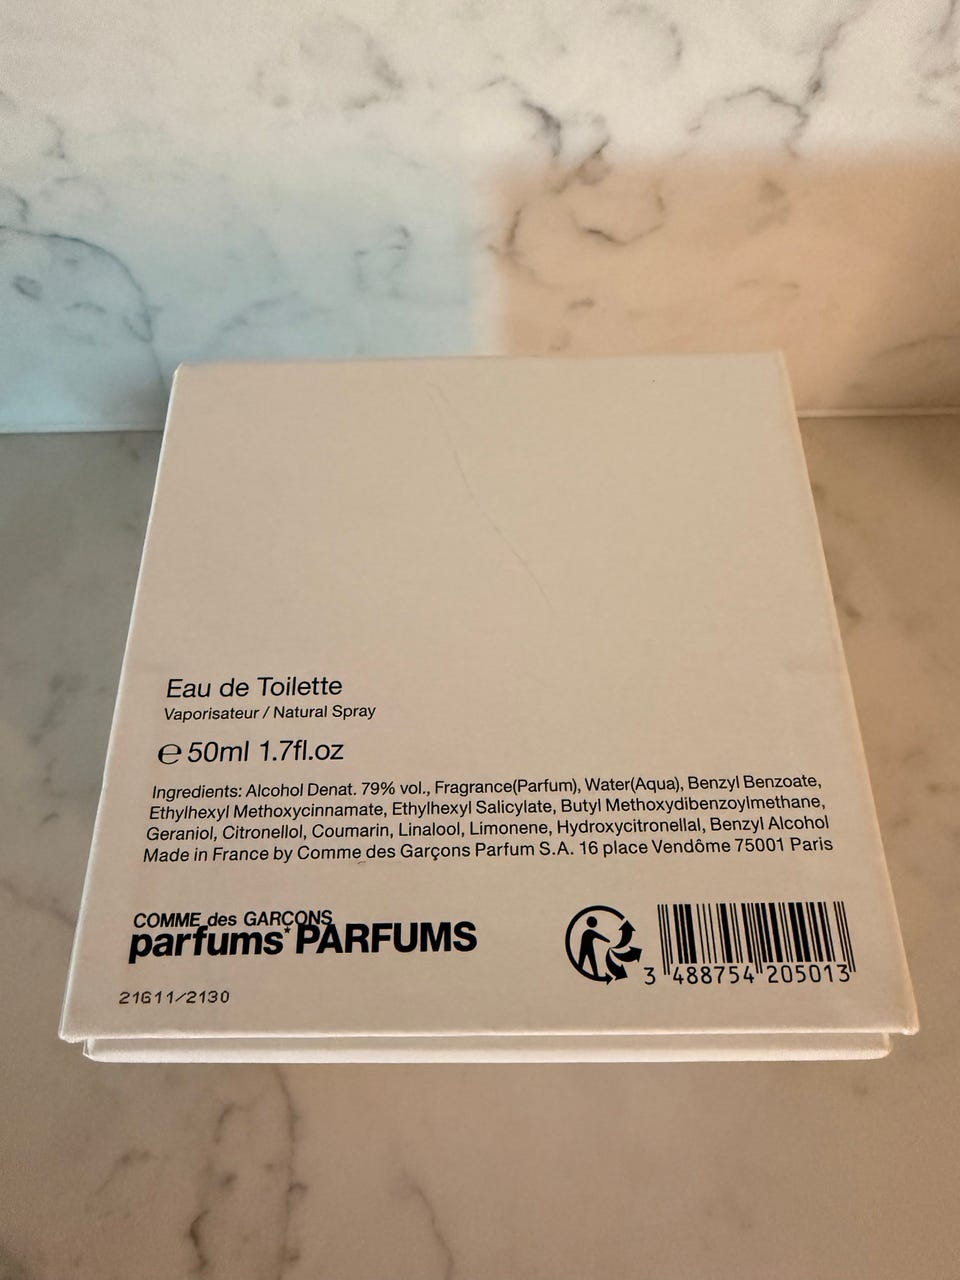 Eau de Toilette
Vaporisateur / Natural Spray
℮ 50ml 1.7fl.oz
Ingredients: Alcohol Denat. 79% vol., Fragrance(Parfum), Water(Aqua), Benzyl Benzoate,
Ethylhexyl Methoxycinnamate, Ethylhexyl Salicylate, Butyl Methoxydibenzoylmethane,
Geraniol, Citronellol, Coumarin, Linalool, Limonene, Hydroxycitronellal, Benzyl Alcohol
Made in France by Comme des Garçons Parfum S.A. 16 place Vendôme 75001 Paris
COMME des GARÇONS
parfums*PARFUMS
3 488754 205013
21G11/2130